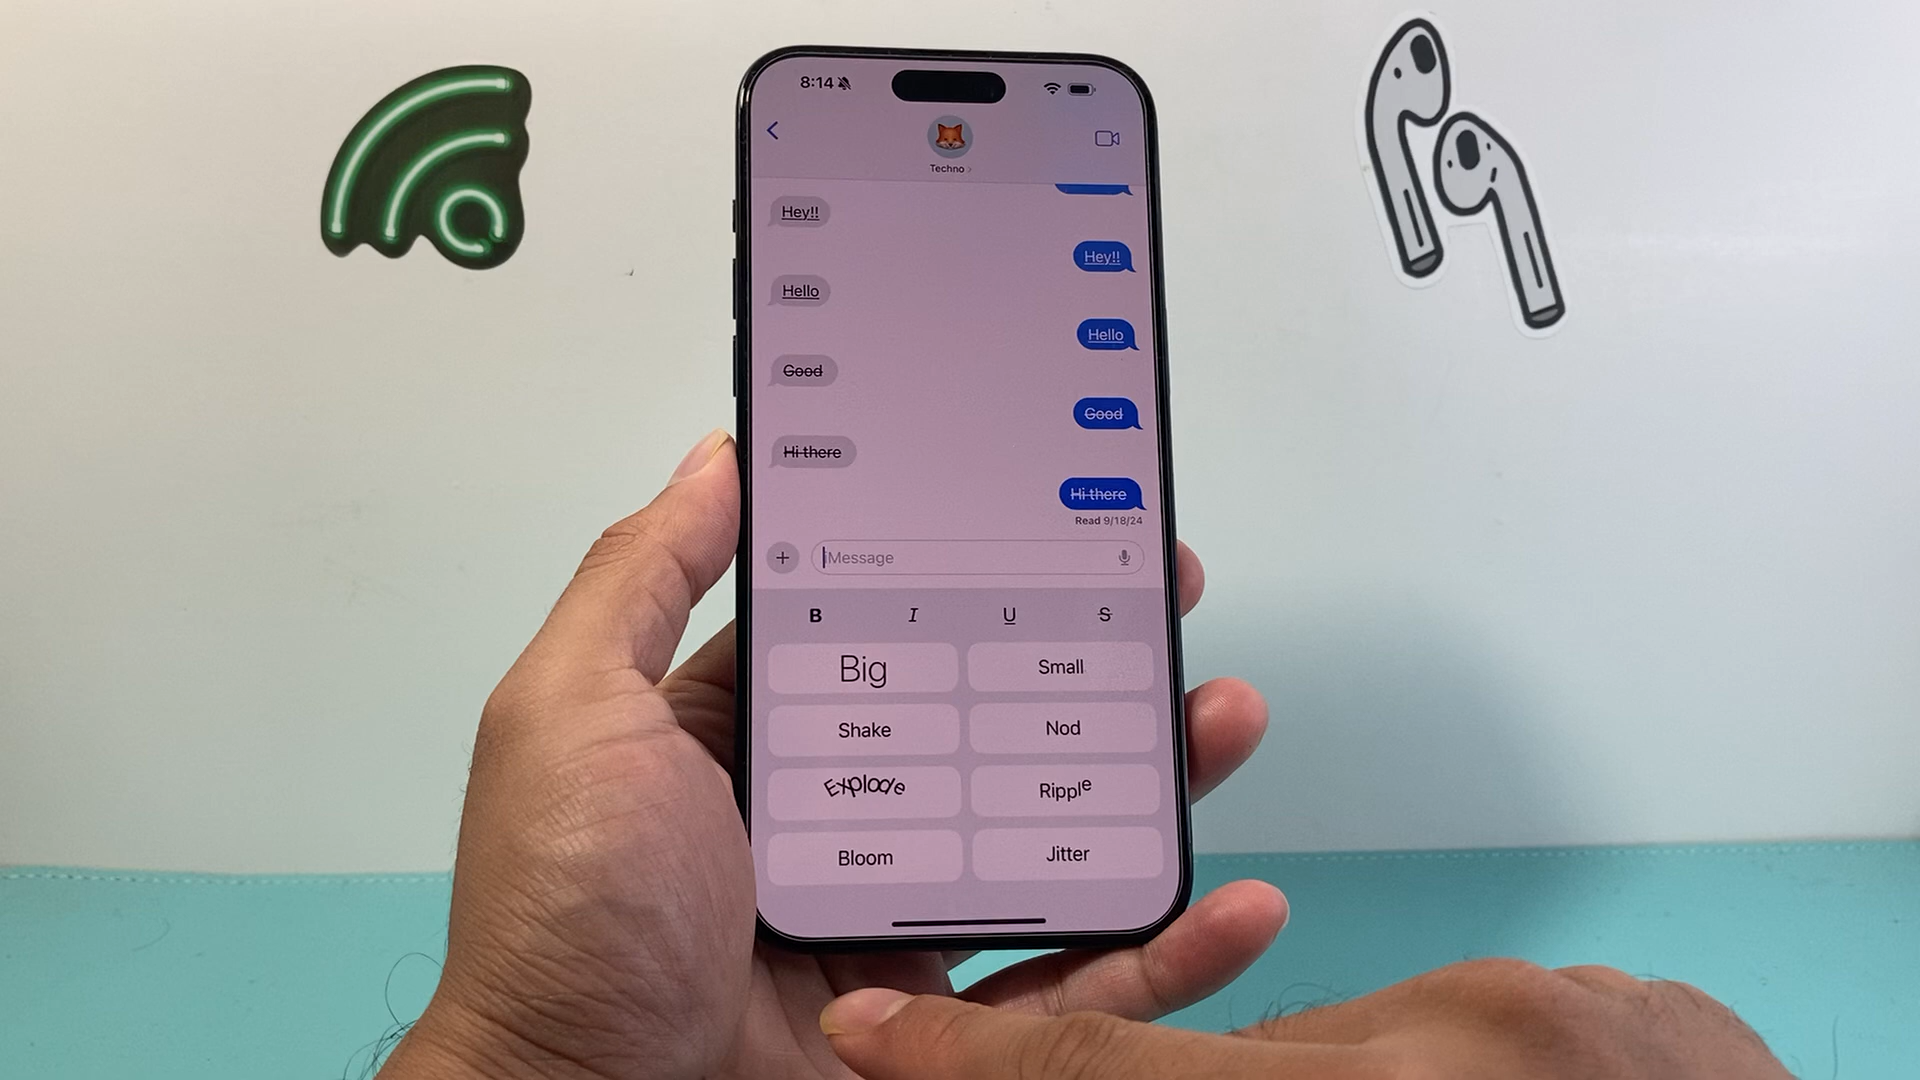 8:14
Techno
Hey!!
Hey!!
Hello
Hello
Good
Good
Hi there
Hi there
Read 9/18/24
iMessage
B I U S
Big Small
Shake Nod
Explode Ripple
Bloom Jitter